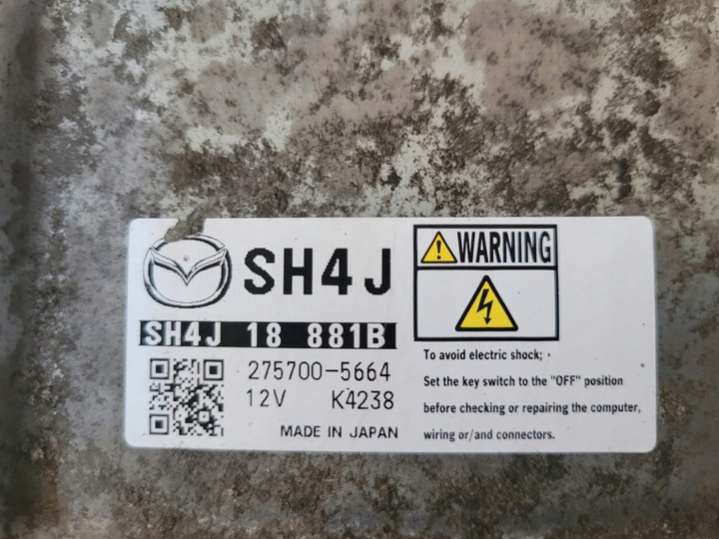 SH4J
SH4J 18 881B
275700-5664
12V K4238
MADE IN JAPAN
WARNING
To avoid electric shock;
Set the key switch to the "OFF" position
before checking or repairing the computer,
wiring or/and connectors.